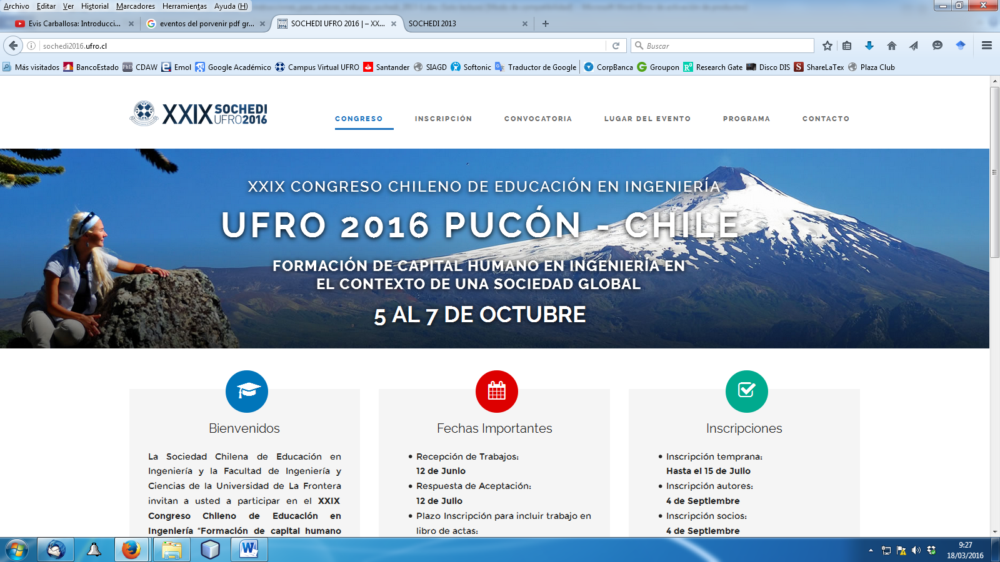 Archivo Editar Ver Historial Marcadores Herramientas Ayuda (H)
Evis Carballosa: Introducci...
eventos del porvenir pdf gr...
SOCHEDI UFRO 2016 | – XX...
SOCHEDI 2013
sochedi2016.ufro.cl
Buscar
Más visitados BancoEstado CDAW Emol Google Académico Campus Virtual UFRO Santander SIAGD Softonic Traductor de Google CorpBanca Groupon Research Gate Disco DIS ShareLaTex Plaza Club
XXIX SOCHEDI
UFRO2016
CONGRESO INSCRIPCIÓN CONVOCATORIA LUGAR DEL EVENTO PROGRAMA CONTACTO
XXIX CONGRESO CHILENO DE EDUCACIÓN EN INGENIERÍA
UFRO 2016 PUCÓN - CHILE
FORMACIÓN DE CAPITAL HUMANO EN INGENIERÍA EN
EL CONTEXTO DE UNA SOCIEDAD GLOBAL
5 AL 7 DE OCTUBRE
Bienvenidos
La Sociedad Chilena de Educación en
Ingeniería y la Facultad de Ingeniería y
Ciencias de la Universidad de La Frontera
invitan a usted a participar en el XXIX
Congreso Chileno de Educación en
Ingeniería “Formación de capital humano
Fechas Importantes
Recepción de Trabajos:
12 de Junio
Respuesta de Aceptación:
12 de Julio
Plazo Inscripción para incluir trabajo en
libro de actas:
Inscripciones
Inscripción temprana:
Hasta el 15 de Julio
Inscripción autores:
4 de Septiembre
Inscripción socios:
4 de Septiembre
9:27
18/03/2016